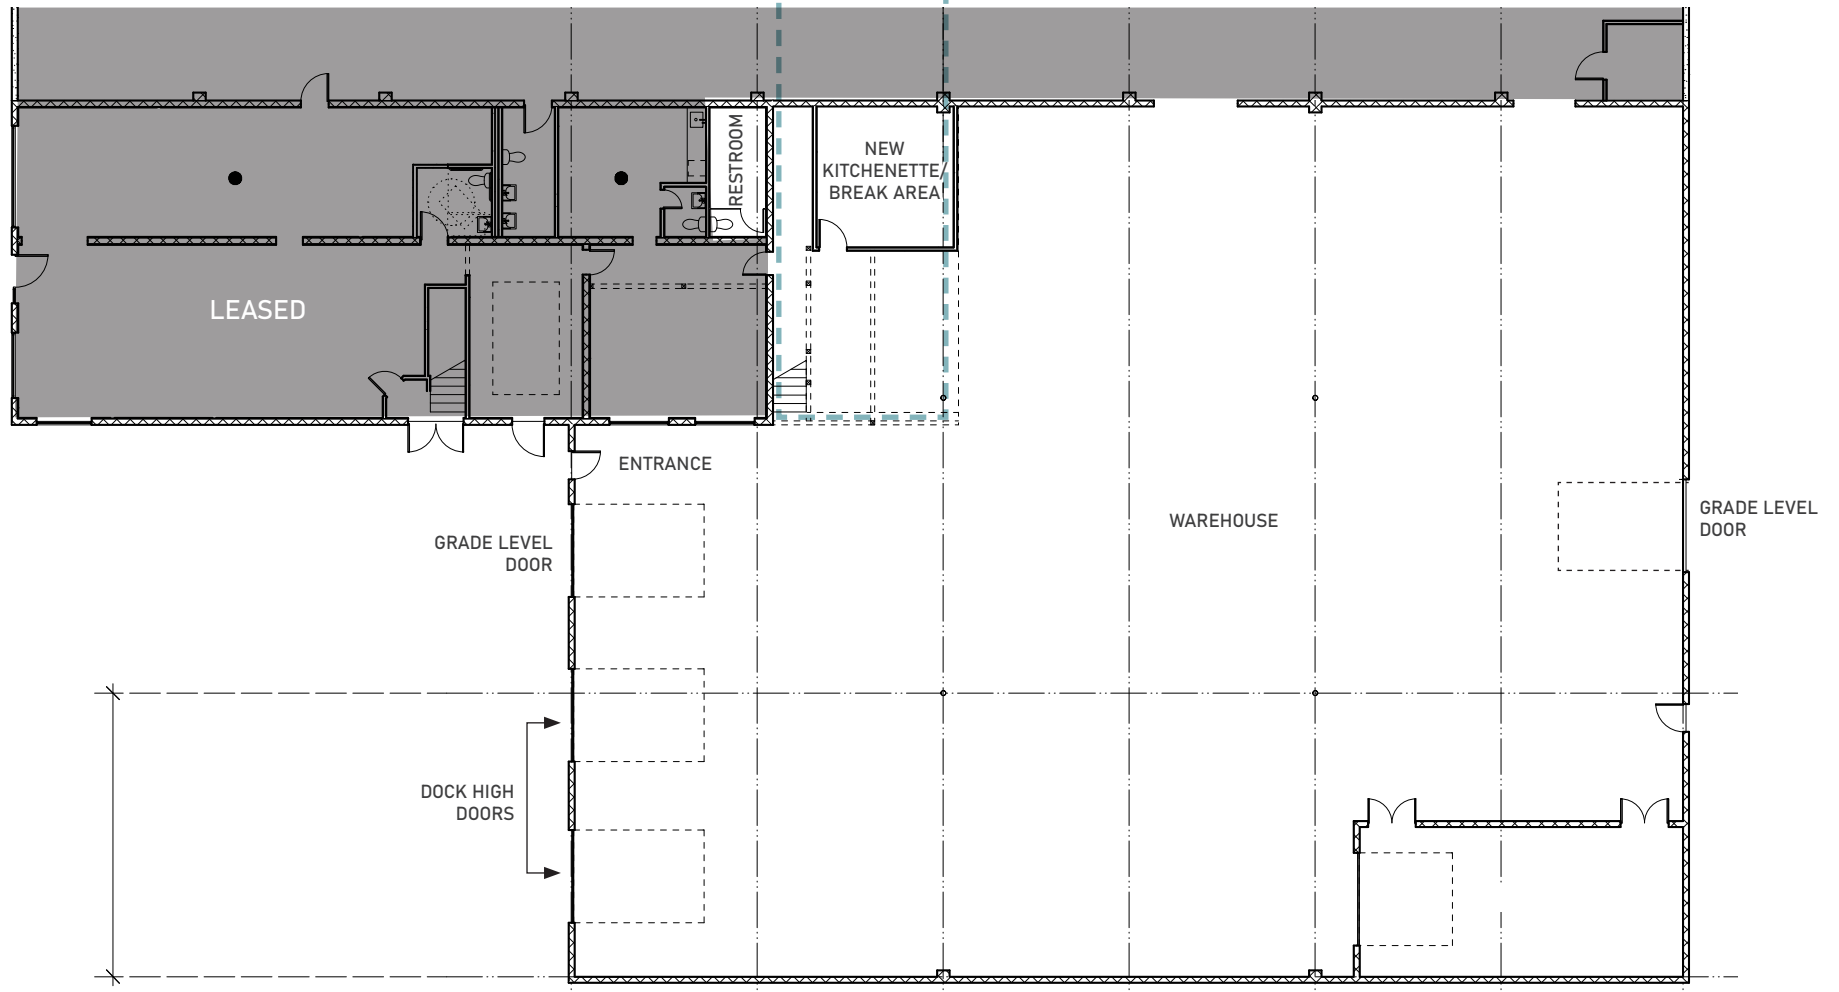 RESTROOM
NEW
KITCHENETTE/
BREAK AREA
LEASED
ENTRANCE
GRADE LEVEL
DOOR
WAREHOUSE
GRADE LEVEL
DOOR
DOCK HIGH
DOORS